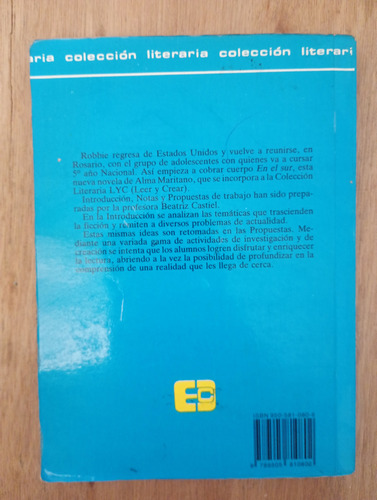 aria colección literaria colección literari
Robbie regresa de Estados Unidos y vuelve a reunirse, en
Rosario, con el grupo de adolescentes con quienes va a cursar
5º año Nacional. Así empieza a cobrar cuerpo En el sur, esta
nueva novela de Alma Maritano, que se incorpora a la Colección
Literaria LYC (Leer y Crear).
Introducción, Notas y Propuestas de trabajo han sido prepa-
radas por la profesora Beatriz Castiel.
En la Introducción se analizan las temáticas que trascienden
la ficción y remiten a diversos problemas de actualidad.
Estas mismas ideas son retomadas en las Propuestas. Me-
diante una variada gama de actividades de investigación y de
creación se intenta que los alumnos logren disfrutar y enriquecer
la lectura, abriendo a la vez la posibilidad de profundizar en la
comprensión de una realidad que les llega de cerca.
EC
ISBN 950-581-